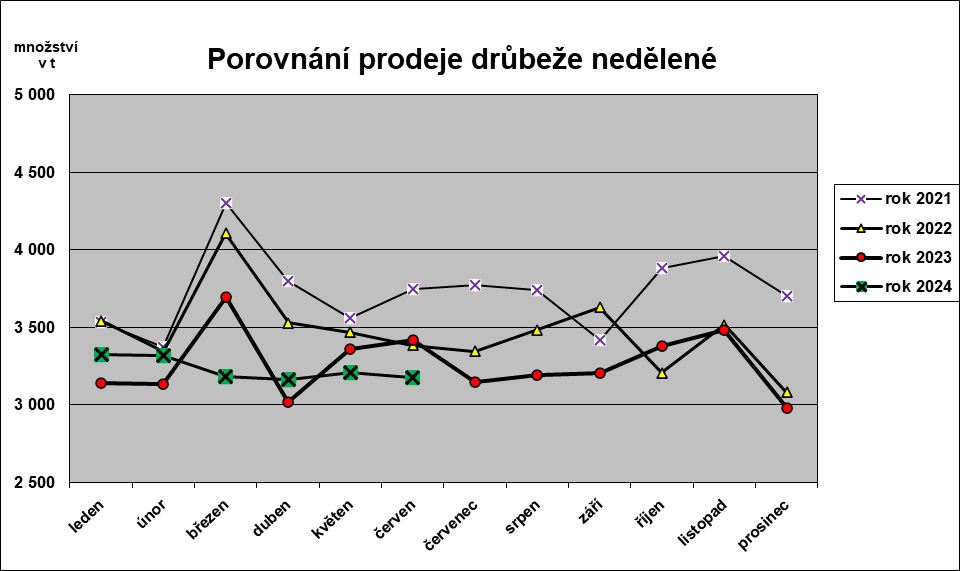 množství
v t
Porovnání prodeje drůbeže nedělené
5 000
4 500
4 000
3 500
3 000
2 500
leden
únor
březen
duben
květen
červen
červenec
srpen
září
říjen
listopad
prosinec
rok 2021
rok 2022
rok 2023
rok 2024